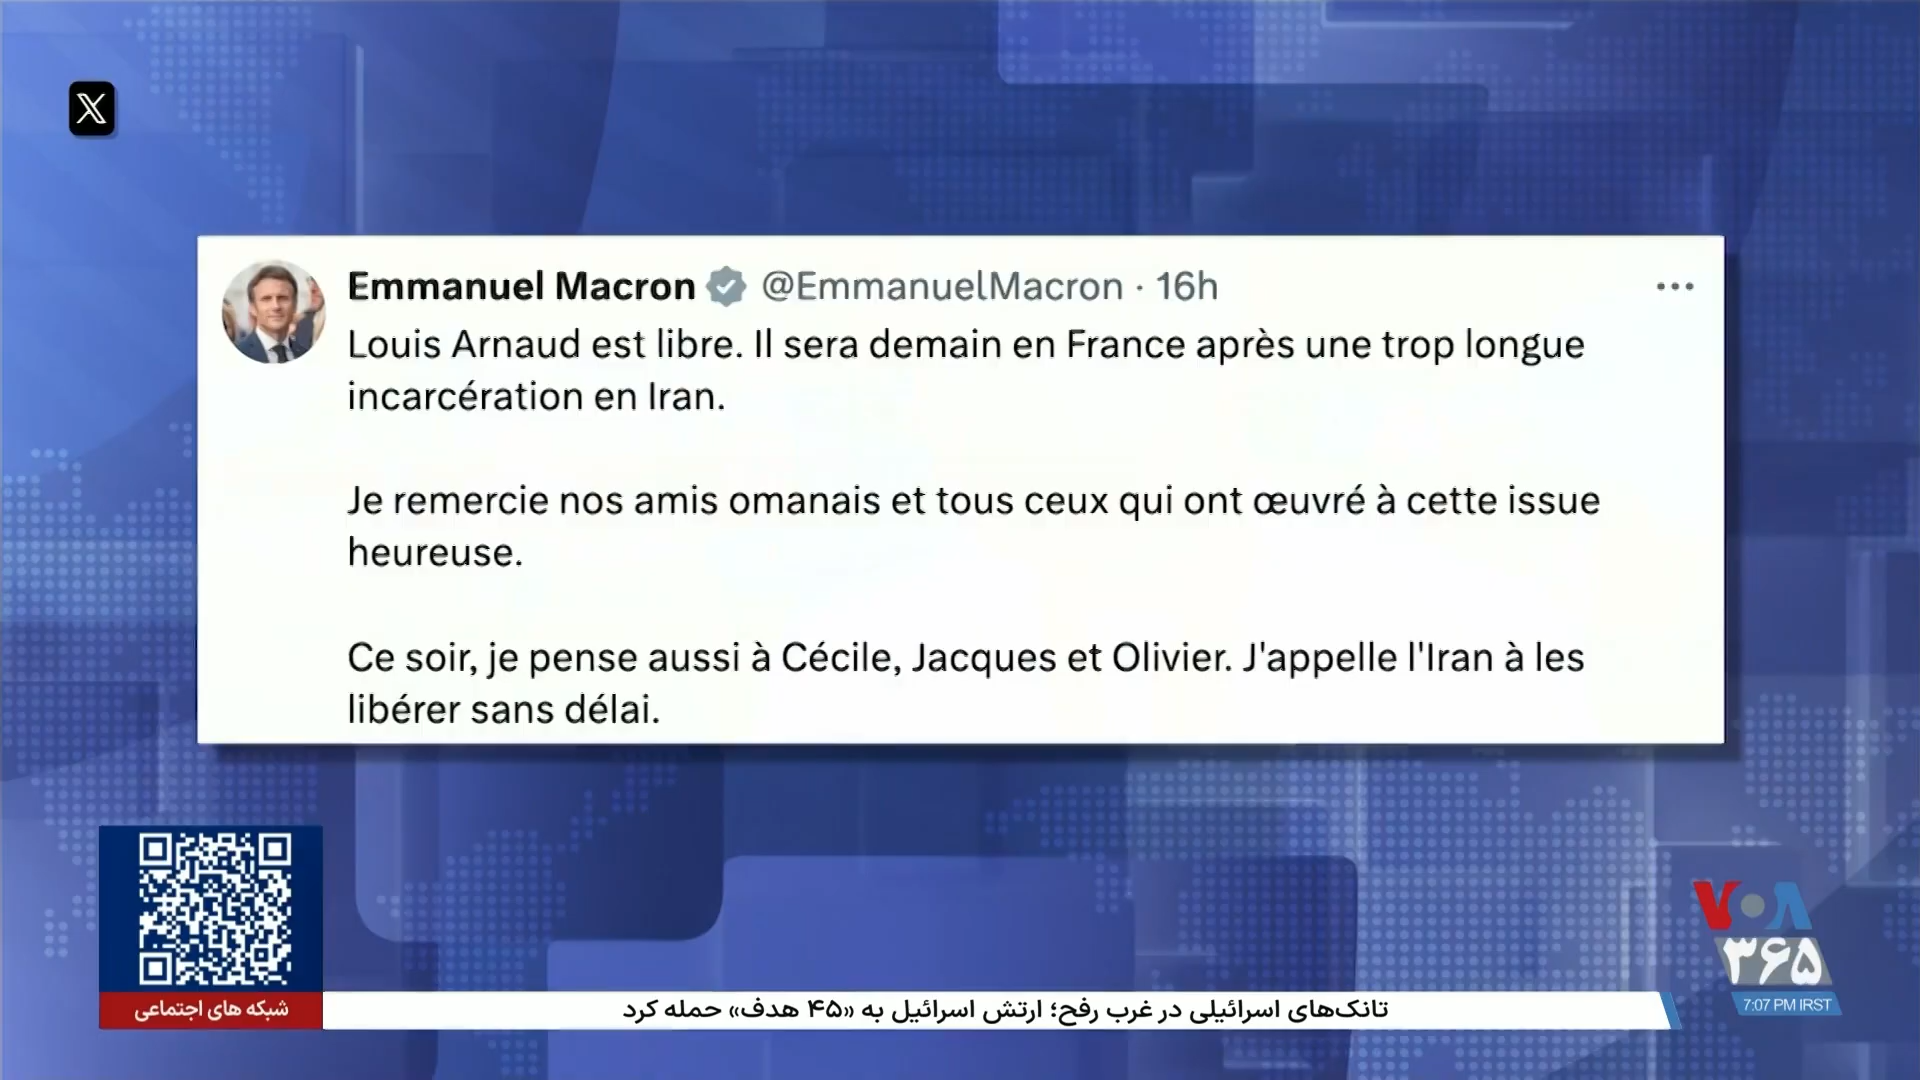 Emmanuel Macron @EmmanuelMacron · 16h
Louis Arnaud est libre. Il sera demain en France après une trop longue
incarcération en Iran.
Je remercie nos amis omanais et tous ceux qui ont œuvré à cette issue
heureuse.
Ce soir, je pense aussi à Cécile, Jacques et Olivier. J'appelle l'Iran à les
libérer sans délai.
VOA
۳۶۵
7:07 PM IRST
شبکه های اجتماعی
تانک‌های اسرائیلی در غرب رفح؛ ارتش اسرائیل به «۴۵ هدف» حمله کرد